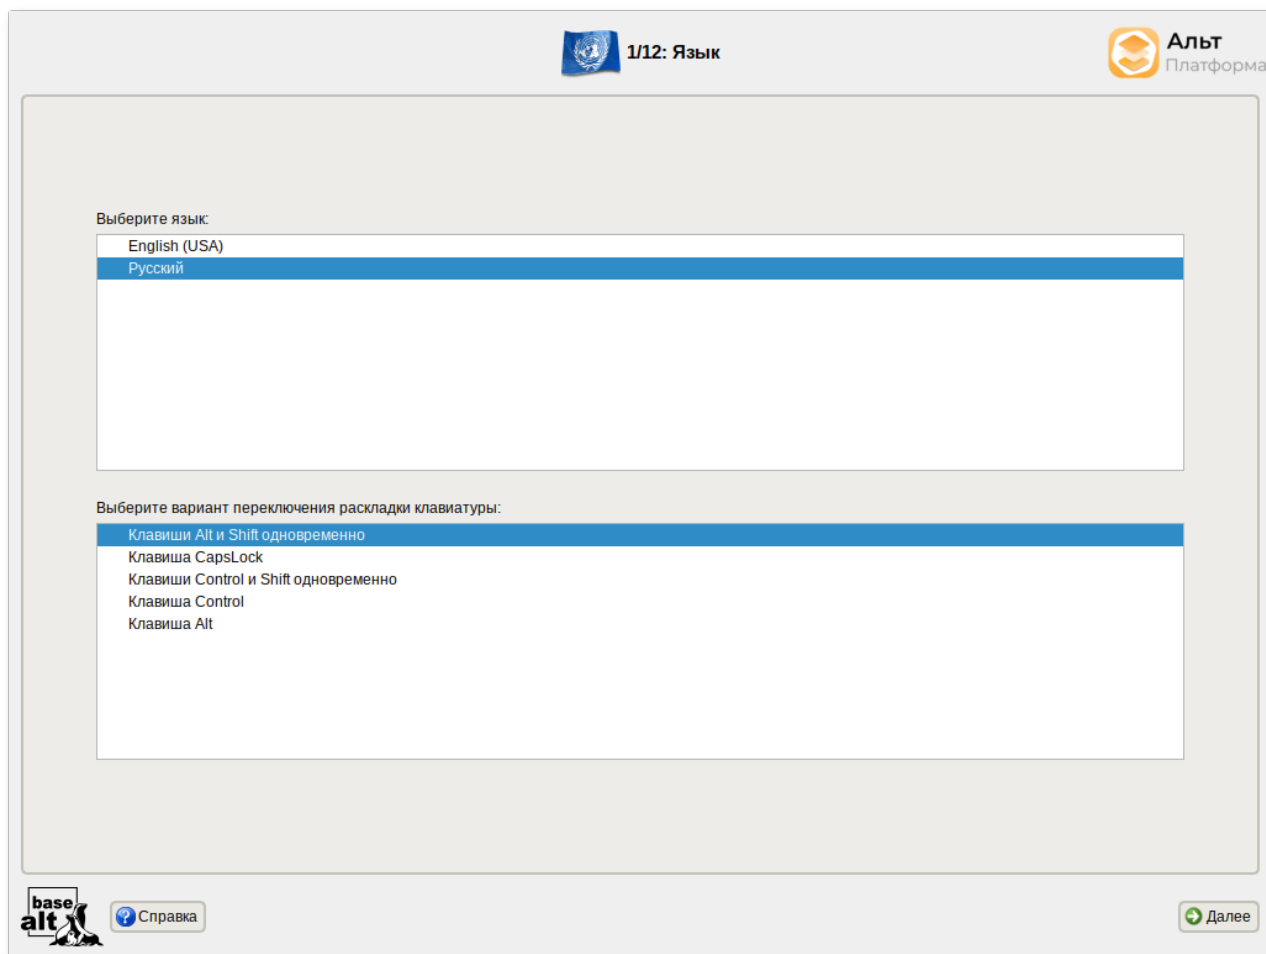 1/12: Язык
Альт
Платформа
Выберите язык:
English (USA)
Русский
Выберите вариант переключения раскладки клавиатуры:
Клавиши Alt и Shift одновременно
Клавиша CapsLock
Клавиши Control и Shift одновременно
Клавиша Control
Клавиша Alt
base
alt
Справка
Далее